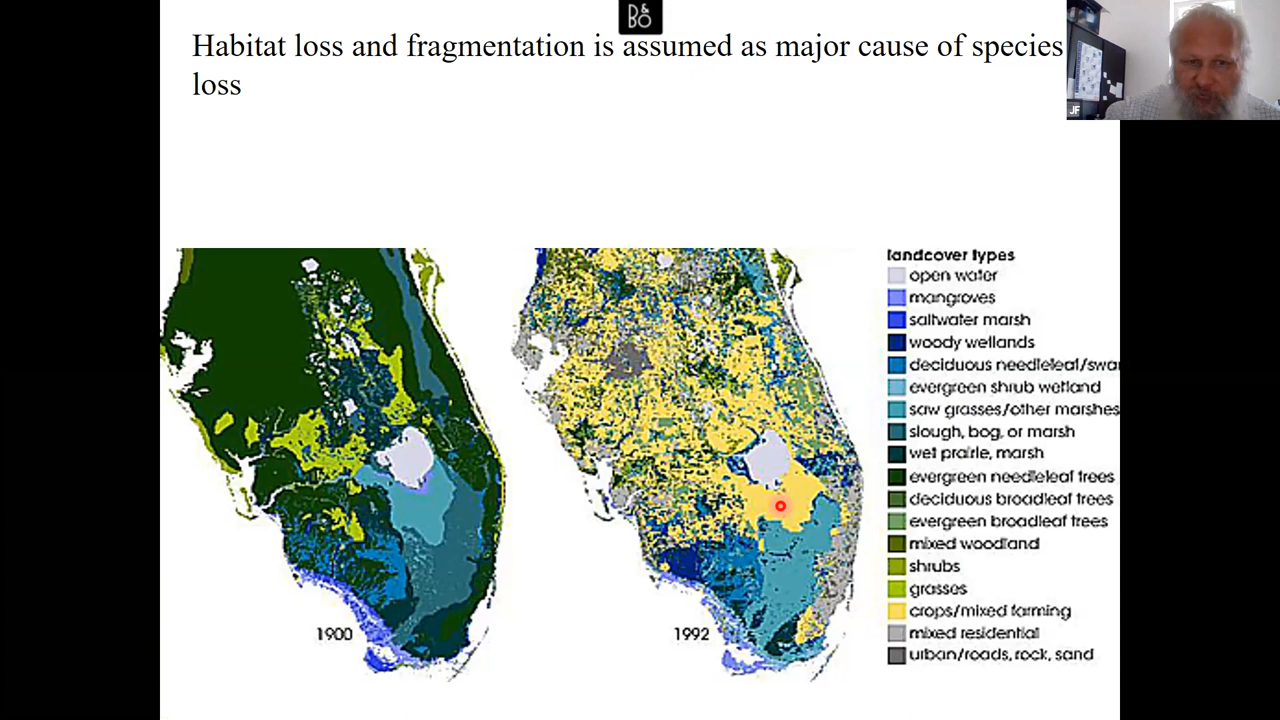 B&O
Habitat loss and fragmentation is assumed as major cause of species
loss
JF
landcover types
open water
mangroves
saltwater marsh
woody wetlands
deciduous needleleaf/swa
evergreen shrub wetland
saw grasses/other marshes
slough, bog, or marsh
wet prairie, marsh
evergreen needleleaf trees
deciduous broadleaf trees
evergreen broadleaf trees
mixed woodland
shrubs
grasses
crops/mixed farming
mixed residential
urban/roads, rock, sand
1900
1992